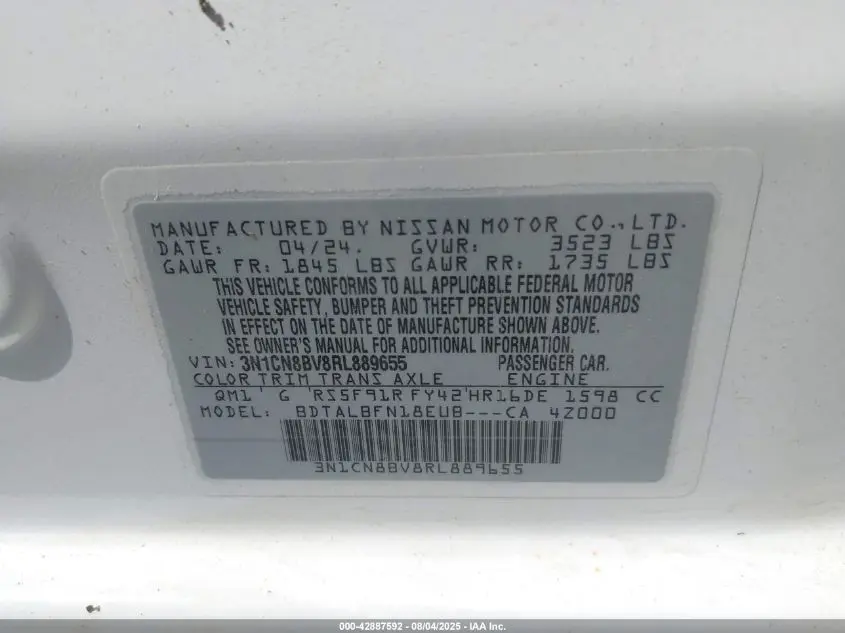 MANUFACTURED BY NISSAN MOTOR CO., LTD.
DATE: 04/24. GVWR: 3523 LBS
GAWR FR: 1845 LBS GAWR RR: 1735 LBS
THIS VEHICLE CONFORMS TO ALL APPLICABLE FEDERAL MOTOR
VEHICLE SAFETY, BUMPER AND THEFT PREVENTION STANDARDS
IN EFFECT ON THE DATE OF MANUFACTURE SHOWN ABOVE.
SEE OWNER'S MANUAL FOR ADDITIONAL INFORMATION.
VIN: 3N1CN8BV8RL889655 PASSENGER CAR.
COLOR TRIM TRANS AXLE ENGINE
QM1 G RS5F91R FY42 HR16DE 1598 CC
MODEL: BDTALBFN18EUB---CA 4Z000
3N1CN8BV8RL889655
000-42887592 - 08/04/2025 - IAA Inc.